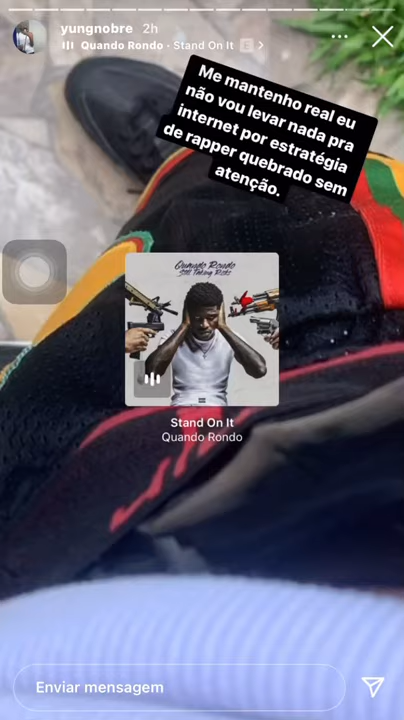 yungnobre 2h
Quando Rondo · Stand On It E >
Me mantenho real eu
não vou levar nada pra
internet por estratégia
de rapper quebrado sem
atenção.
Quando Rondo
Still Taking Risks
Stand On It
Quando Rondo
Enviar mensagem